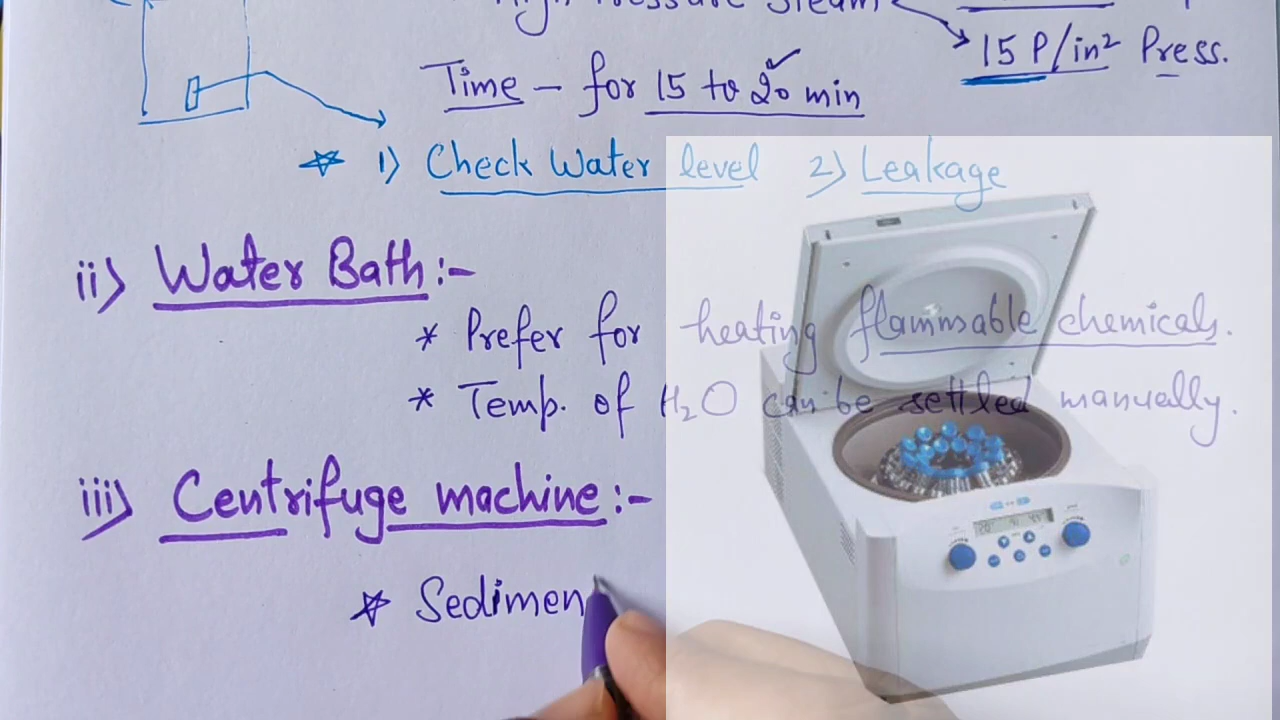 High Pressure Steam
15 P/in² Press.
Time – for 15 to 20 min
1) Check Water level 2) Leakage
ii) Water Bath :-
* Prefer for heating flammable chemicals.
* Temp. of H₂O can be settled manually.
iii) Centrifuge machine :-
* Sedimen